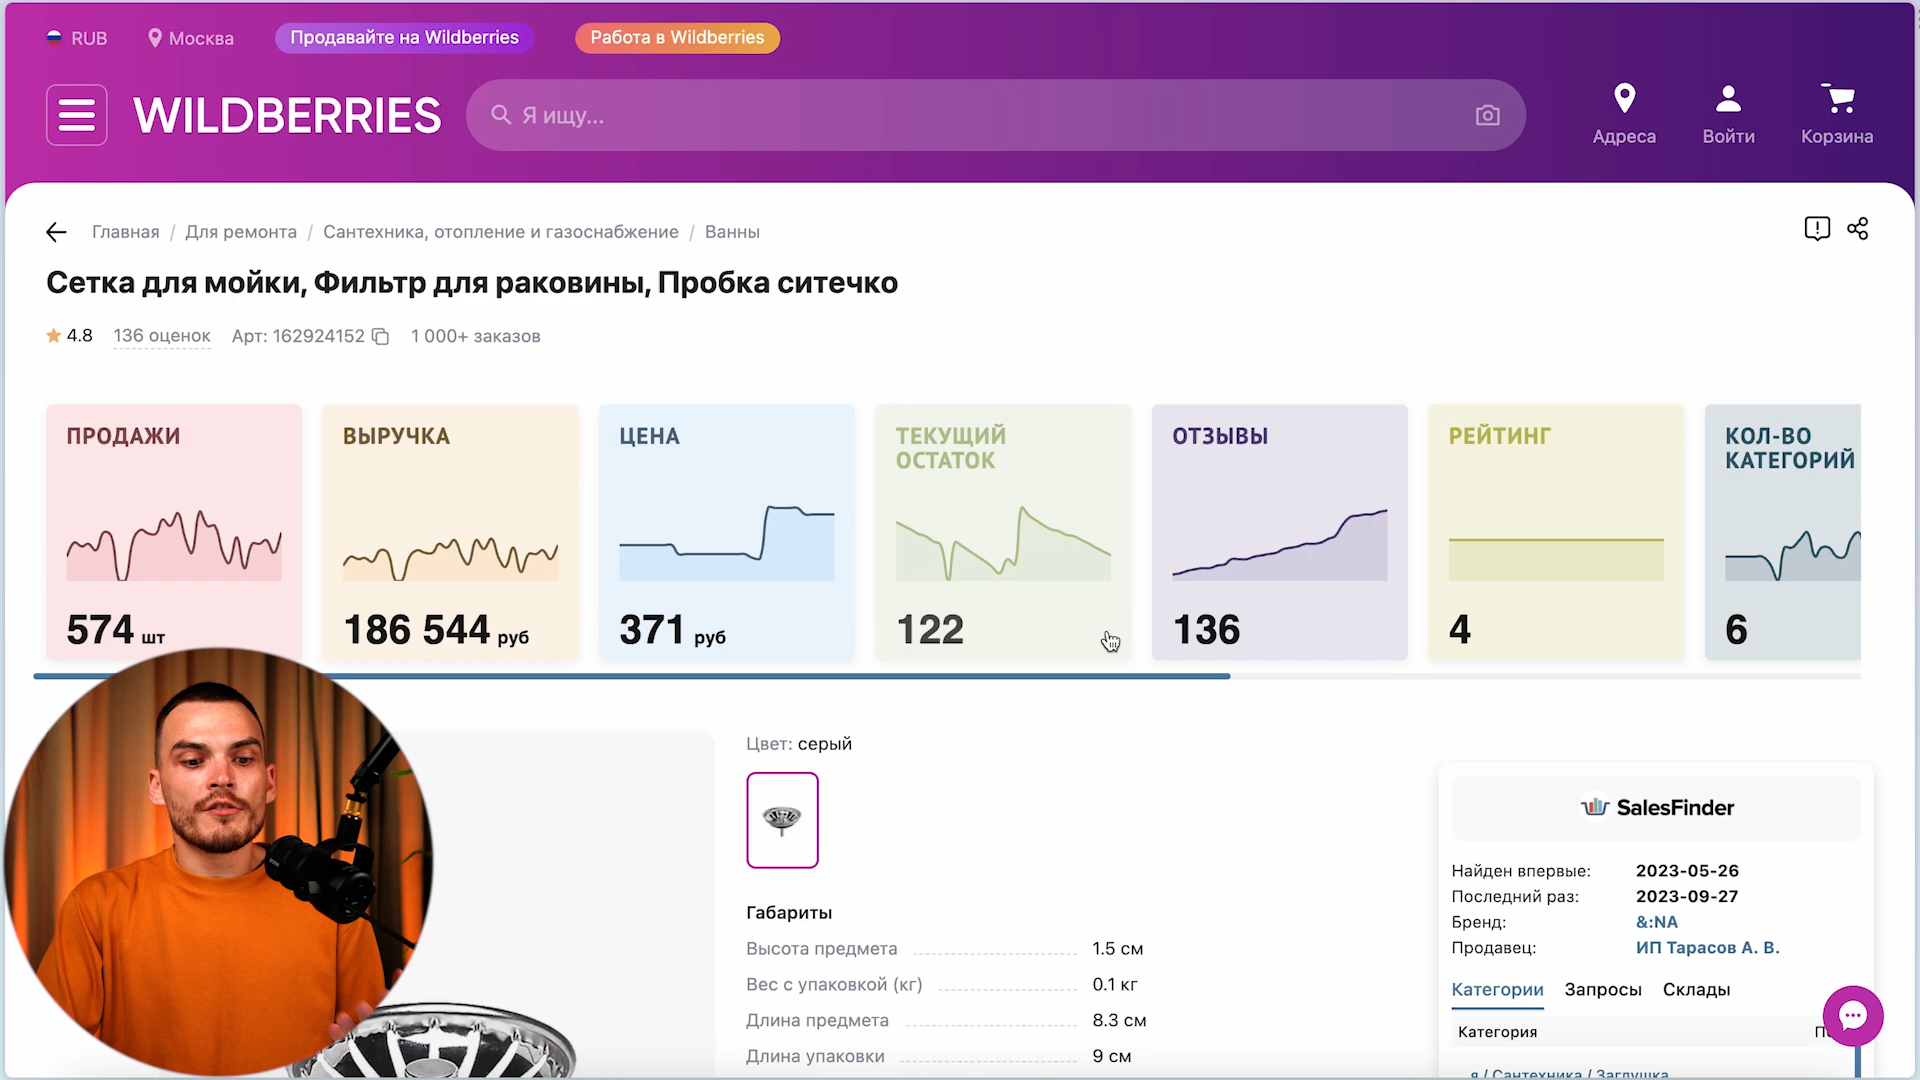 RUB
Москва
Продавайте на Wildberries
Работа в Wildberries
WILDBERRIES
Я ищу...
Адреса
Войти
Корзина
Главная / Для ремонта / Сантехника, отопление и газоснабжение / Ванны
Сетка для мойки, Фильтр для раковины, Пробка ситечко
4.8 136 оценок Арт: 162924152 1 000+ заказов
ПРОДАЖИ
574 шт
ВЫРУЧКА
186 544 руб
ЦЕНА
371 руб
ТЕКУЩИЙ
ОСТАТОК
122
ОТЗЫВЫ
136
РЕЙТИНГ
4
КОЛ-ВО
КАТЕГОРИЙ
6
Цвет: серый
Габариты
Высота предмета 1.5 см
Вес с упаковкой (кг) 0.1 кг
Длина предмета 8.3 см
Длина упаковки 9 см
SalesFinder
Найден впервые: 2023-05-26
Последний раз: 2023-09-27
Бренд: &:NA
Продавец: ИП Тарасов А. В.
Категории Запросы Склады
Категория
я / Сантехника / Заглушка